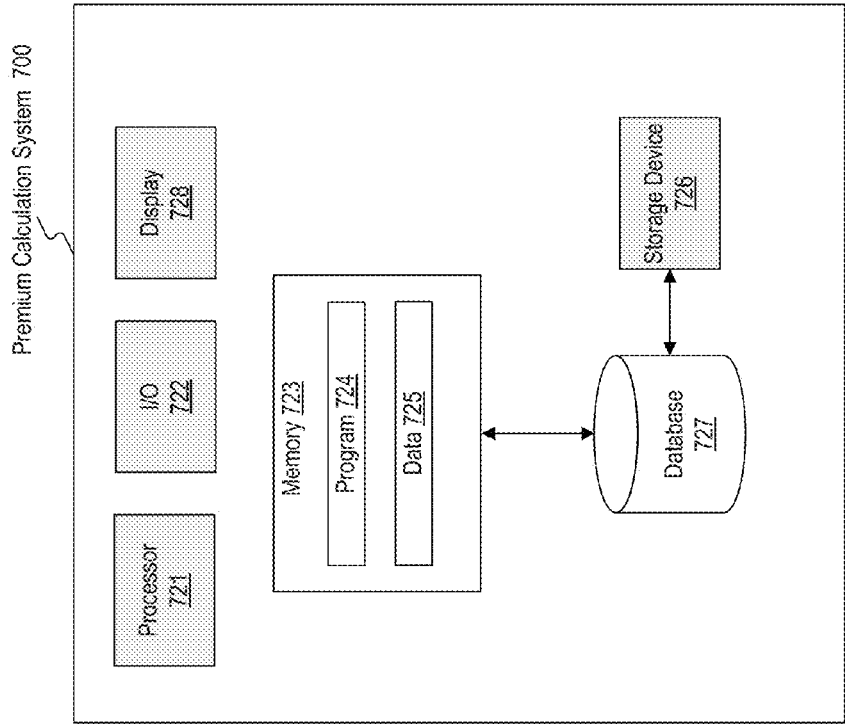 Premium Calculation System 700
Processor
721
I/O
722
Display
728
Memory 723
Program 724
Data 725
Database
727
Storage Device
726